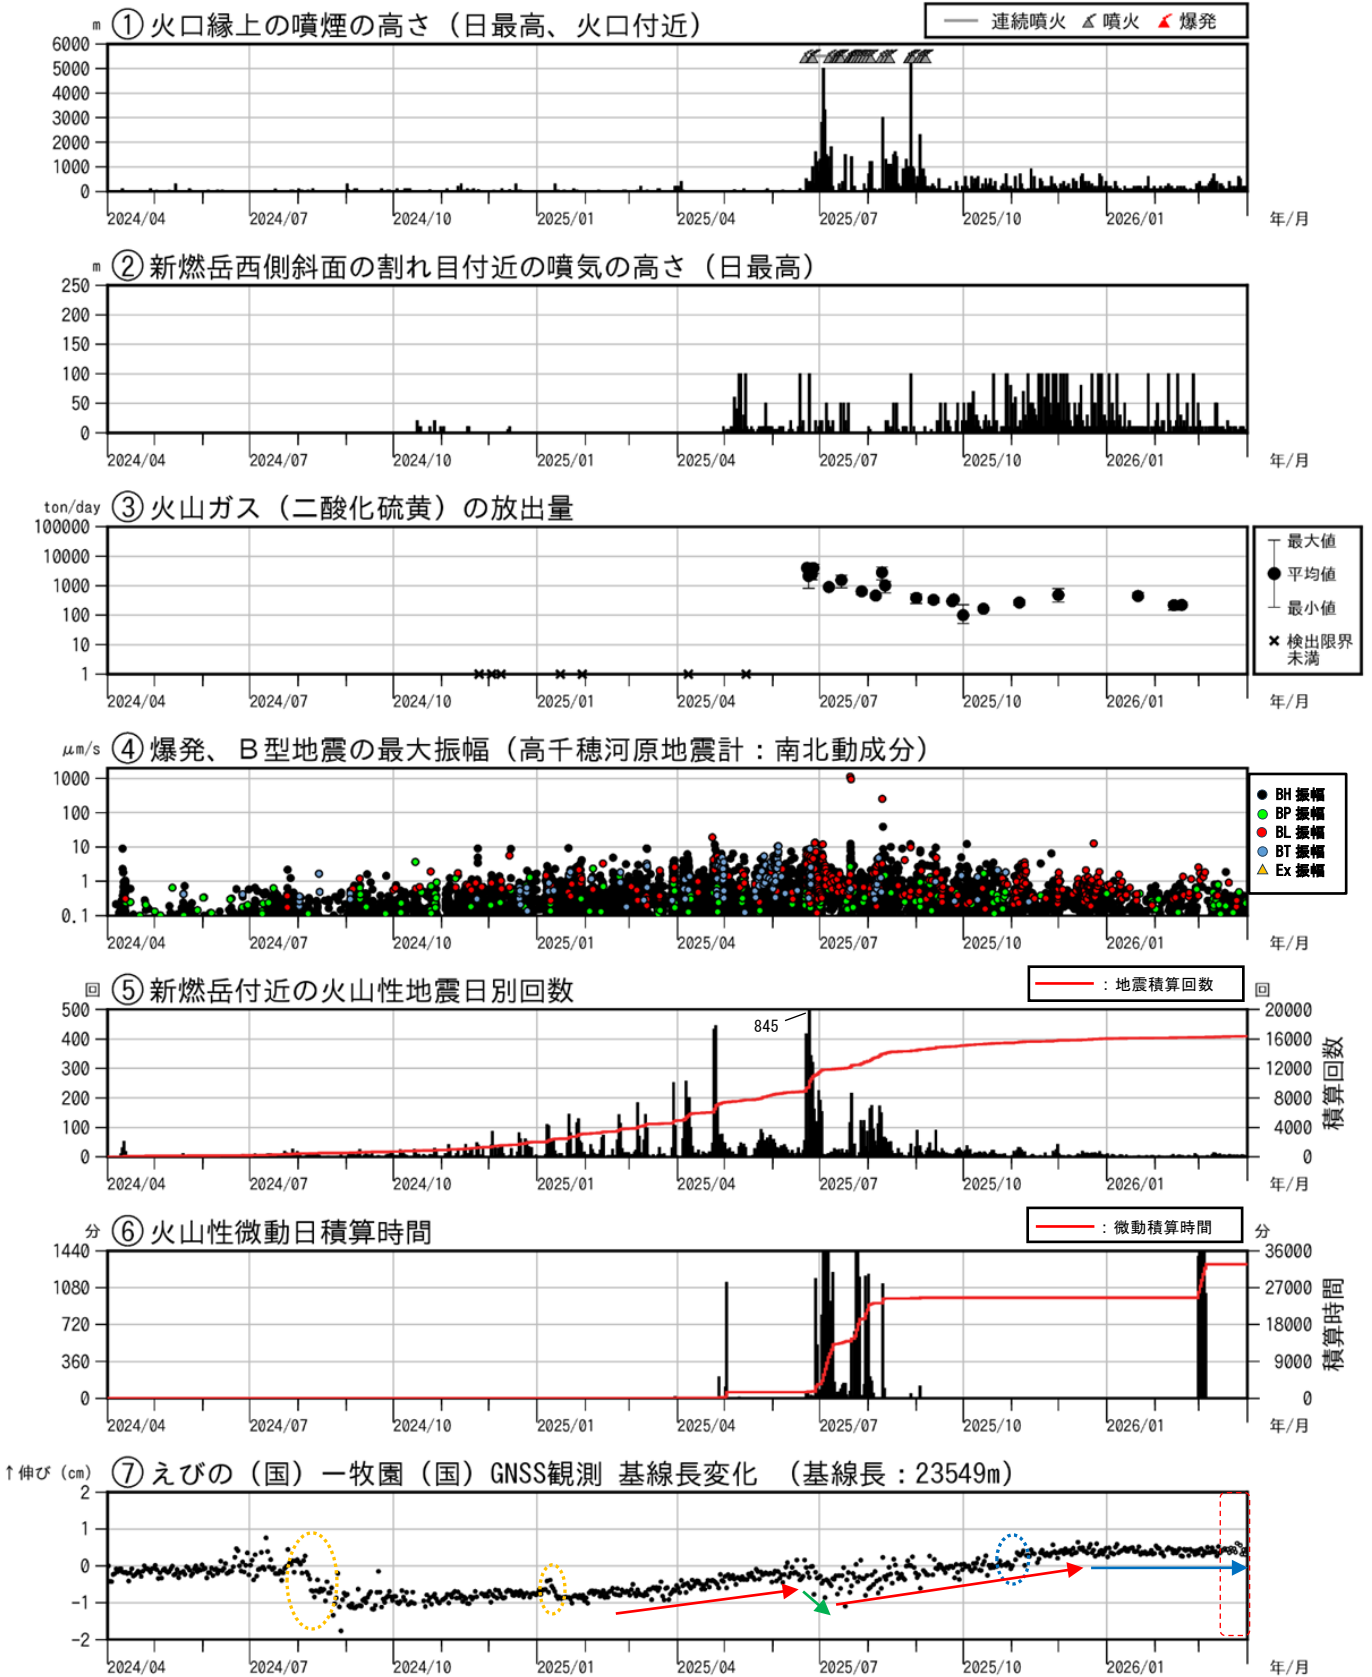 m ①火口縁上の噴煙の高さ（日最高、火口付近）
連続噴火 噴火 爆発
6000
5000
4000
3000
2000
1000
0
2024/04 2024/07 2024/10 2025/01 2025/04 2025/07 2025/10 2026/01 年/月
m ②新燃岳西側斜面の割れ目付近の噴気の高さ（日最高）
250
200
150
100
50
0
2024/04 2024/07 2024/10 2025/01 2025/04 2025/07 2025/10 2026/01 年/月
ton/day ③火山ガス（二酸化硫黄）の放出量
100000
10000
1000
100
10
1
最大値
平均値
最小値
× 検出限界
未満
2024/04 2024/07 2024/10 2025/01 2025/04 2025/07 2025/10 2026/01 年/月
μm/s ④爆発、Ｂ型地震の最大振幅（高千穂河原地震計：南北動成分）
1000
100
10
1
0.1
BH 振幅
BP 振幅
BL 振幅
BT 振幅
Ex 振幅
2024/04 2024/07 2024/10 2025/01 2025/04 2025/07 2025/10 2026/01 年/月
回 ⑤新燃岳付近の火山性地震日別回数
：地震積算回数
回
500
400
300
200
100
0
845
20000
16000
12000
8000
4000
0
積算回数
2024/04 2024/07 2024/10 2025/01 2025/04 2025/07 2025/10 2026/01 年/月
分 ⑥火山性微動日積算時間
：微動積算時間
分
1440
1080
720
360
0
36000
27000
18000
9000
0
積算時間
2024/04 2024/07 2024/10 2025/01 2025/04 2025/07 2025/10 2026/01 年/月
↑伸び（cm） ⑦えびの（国）ー牧園（国）GNSS観測 基線長変化 （基線長：23549m）
2
1
0
-1
-2
2024/04 2024/07 2024/10 2025/01 2025/04 2025/07 2025/10 2026/01 年/月